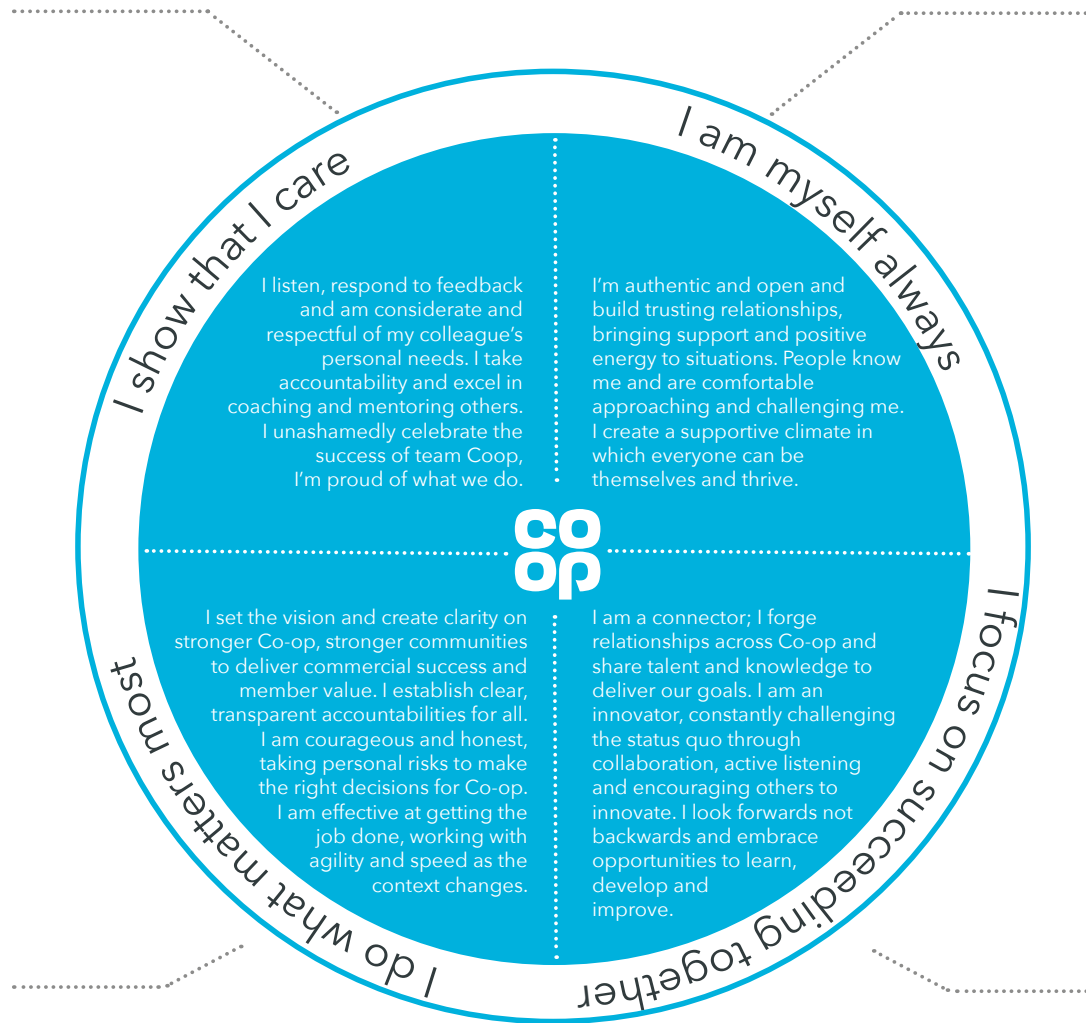 I show that I care
I listen, respond to feedback
and am considerate and
respectful of my colleague’s
personal needs. I take
accountability and excel in
coaching and mentoring others.
I unashamedly celebrate the
success of team Coop,
I’m proud of what we do.
I am myself always
I’m authentic and open and
build trusting relationships,
bringing support and positive
energy to situations. People know
me and are comfortable
approaching and challenging me.
I create a supportive climate in
which everyone can be
themselves and thrive.
co
op
I do what matters most
I set the vision and create clarity on
stronger Co-op, stronger communities
to deliver commercial success and
member value. I establish clear,
transparent accountabilities for all.
I am courageous and honest,
taking personal risks to make
the right decisions for Co-op.
I am effective at getting the
job done, working with
agility and speed as the
context changes.
I focus on succeeding together
I am a connector; I forge
relationships across Co-op and
share talent and knowledge to
deliver our goals. I am an
innovator, constantly challenging
the status quo through
collaboration, active listening
and encouraging others to
innovate. I look forwards not
backwards and embrace
opportunities to learn,
develop and
improve.